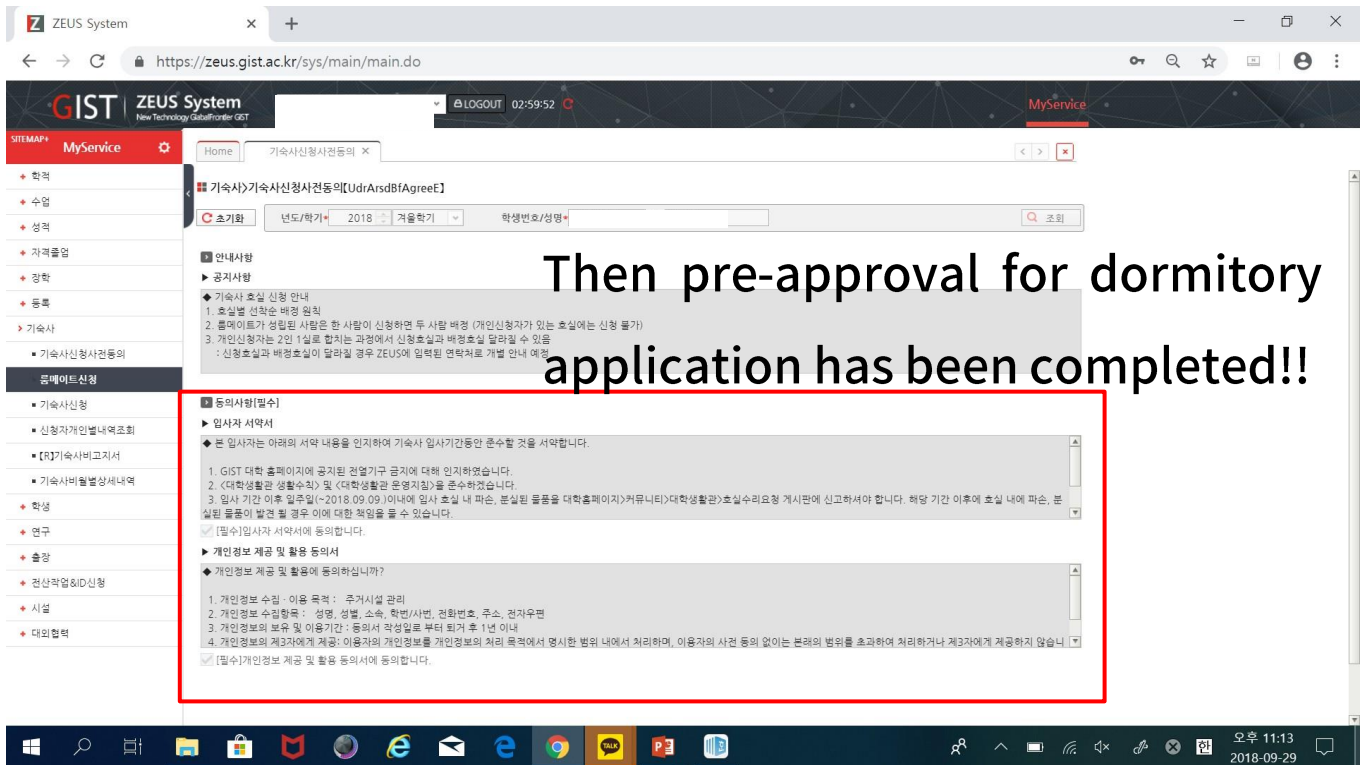 ZEUS System
https://zeus.gist.ac.kr/sys/main/main.do
GIST ZEUS System
New Technology GlobalFrontier GIST
LOGOUT 02:59:52
MyService
SITEMAP+
MyService
Home
기숙사신청사전동의
학적
수업
성적
자격졸업
장학
등록
기숙사
기숙사신청사전동의
룸메이트신청
기숙사신청
신청자개인별내역조회
[R]기숙사비고지서
기숙사비월별상세내역
학생
연구
출장
전산작업&ID신청
시설
대외협력
기숙사>기숙사신청사전동의[UdrArsdBfAgreeE]
초기화 년도/학기* 2018 겨울학기 학생번호/성명* 조회
Then pre-approval for dormitory
application has been completed!!
안내사항
▶ 공지사항
◆ 기숙사 호실 신청 안내
1. 호실별 선착순 배정 원칙
2. 룸메이트가 성립된 사람은 한 사람이 신청하면 두 사람 배정 (개인신청자가 있는 호실에는 신청 불가)
3. 개인신청자는 2인 1실로 합치는 과정에서 신청호실과 배정호실 달라질 수 있음
: 신청호실과 배정호실이 달라질 경우 ZEUS에 입력된 연락처로 개별 안내 예정
동의사항[필수]
▶ 입사자 서약서
◆ 본 입사자는 아래의 서약 내용을 인지하여 기숙사 입사기간동안 준수할 것을 서약합니다.
1. GIST 대학 홈페이지에 공지된 전열기구 금지에 대해 인지하였습니다.
2. <대학생활관 생활수칙> 및 <대학생활관 운영지침>을 준수하겠습니다.
3. 입사 기간 이후 일주일(~2018.09.09.)이내에 입사 호실 내 파손, 분실된 물품을 대학홈페이지>커뮤니티>대학생활관>호실수리요청 게시판에 신고하셔야 합니다. 해당 기간 이후에 호실 내에 파손, 분
실된 물품이 발견 될 경우 이에 대한 책임을 물 수 있습니다.
[필수]입사자 서약서에 동의합니다.
▶ 개인정보 제공 및 활용 동의서
◆ 개인정보 제공 및 활용에 동의하십니까?
1. 개인정보 수집ㆍ이용 목적 : 주거시설 관리
2. 개인정보 수집항목 : 성명, 성별, 소속, 학번/사번, 전화번호, 주소, 전자우편
3. 개인정보의 보유 및 이용기간 : 동의서 작성일로 부터 퇴거 후 1년 이내
4. 개인정보의 제3자에게 제공: 이용자의 개인정보를 개인정보의 처리 목적에서 명시한 범위 내에서 처리하며, 이용자의 사전 동의 없이는 본래의 범위를 초과하여 처리하거나 제3자에게 제공하지 않습니
[필수]개인정보 제공 및 활용 동의서에 동의합니다.
TALK
한
오후 11:13
2018-09-29